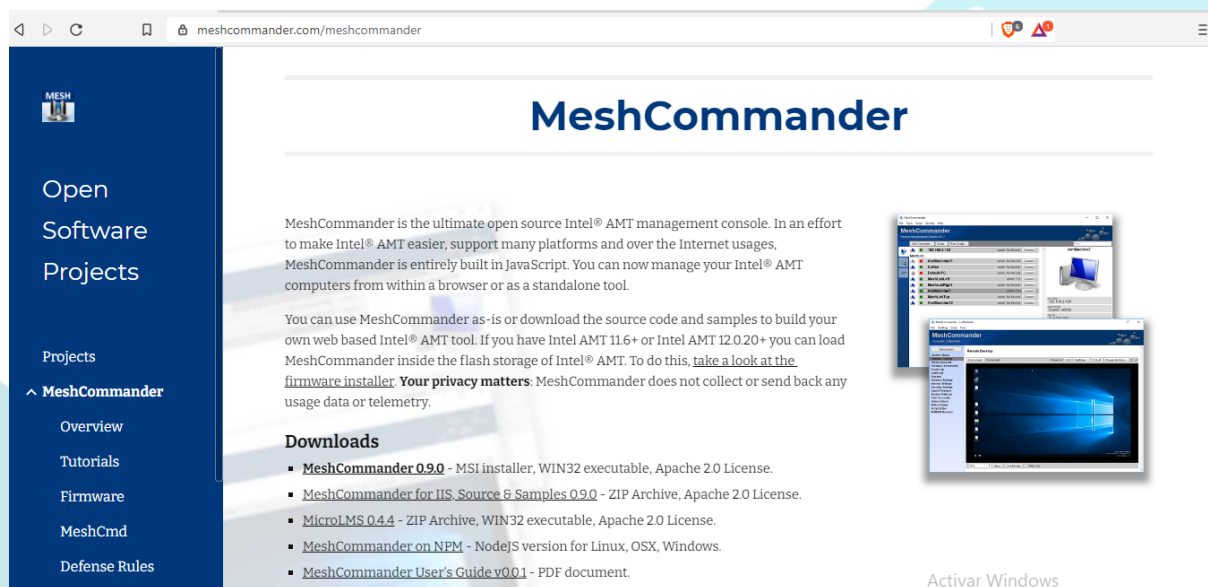 meshcommander.com/meshcommander
MESH
Open
Software
Projects
Projects
MeshCommander
Overview
Tutorials
Firmware
MeshCmd
Defense Rules
MeshCommander
MeshCommander is the ultimate open source Intel® AMT management console. In an effort
to make Intel® AMT easier, support many platforms and over the Internet usages,
MeshCommander is entirely built in JavaScript. You can now manage your Intel® AMT
computers from within a browser or as a standalone tool.
You can use MeshCommander as-is or download the source code and samples to build your
own web based Intel® AMT tool. If you have Intel AMT 11.6+ or Intel AMT 12.0.20+ you can load
MeshCommander inside the flash storage of Intel® AMT. To do this, take a look at the
firmware installer. Your privacy matters: MeshCommander does not collect or send back any
usage data or telemetry.
Downloads
MeshCommander 0.9.0 - MSI installer, WIN32 executable, Apache 2.0 License.
MeshCommander for IIS, Source & Samples 0.9.0 - ZIP Archive, Apache 2.0 License.
MicroLMS 0.4.4 - ZIP Archive, WIN32 executable, Apache 2.0 License.
MeshCommander on NPM - NodeJS version for Linux, OSX, Windows.
MeshCommander User's Guide v0.0.1 - PDF document.
MeshCommander
MeshCommander
Remote Desktop
Activar Windows